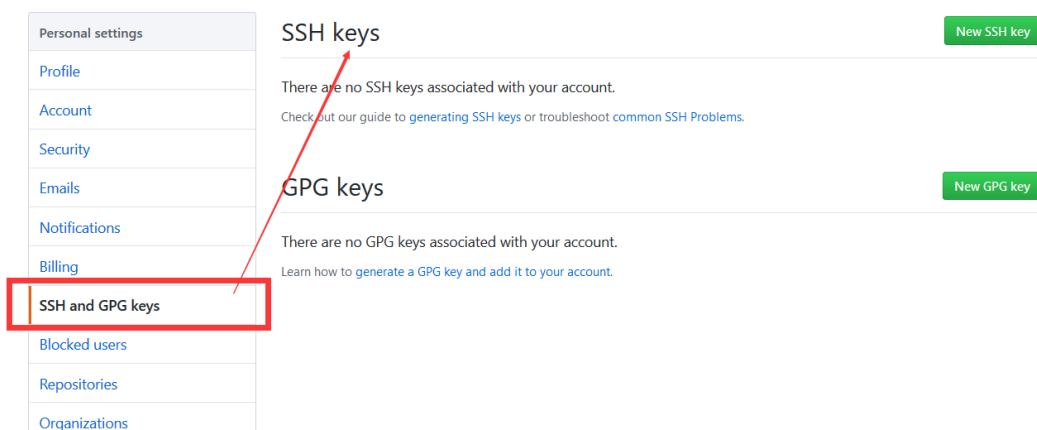 Personal settings
Profile
Account
Security
Emails
Notifications
Billing
SSH and GPG keys
Blocked users
Repositories
Organizations
SSH keys
New SSH key
There are no SSH keys associated with your account.
Check out our guide to generating SSH keys or troubleshoot common SSH Problems.
GPG keys
New GPG key
There are no GPG keys associated with your account.
Learn how to generate a GPG key and add it to your account.